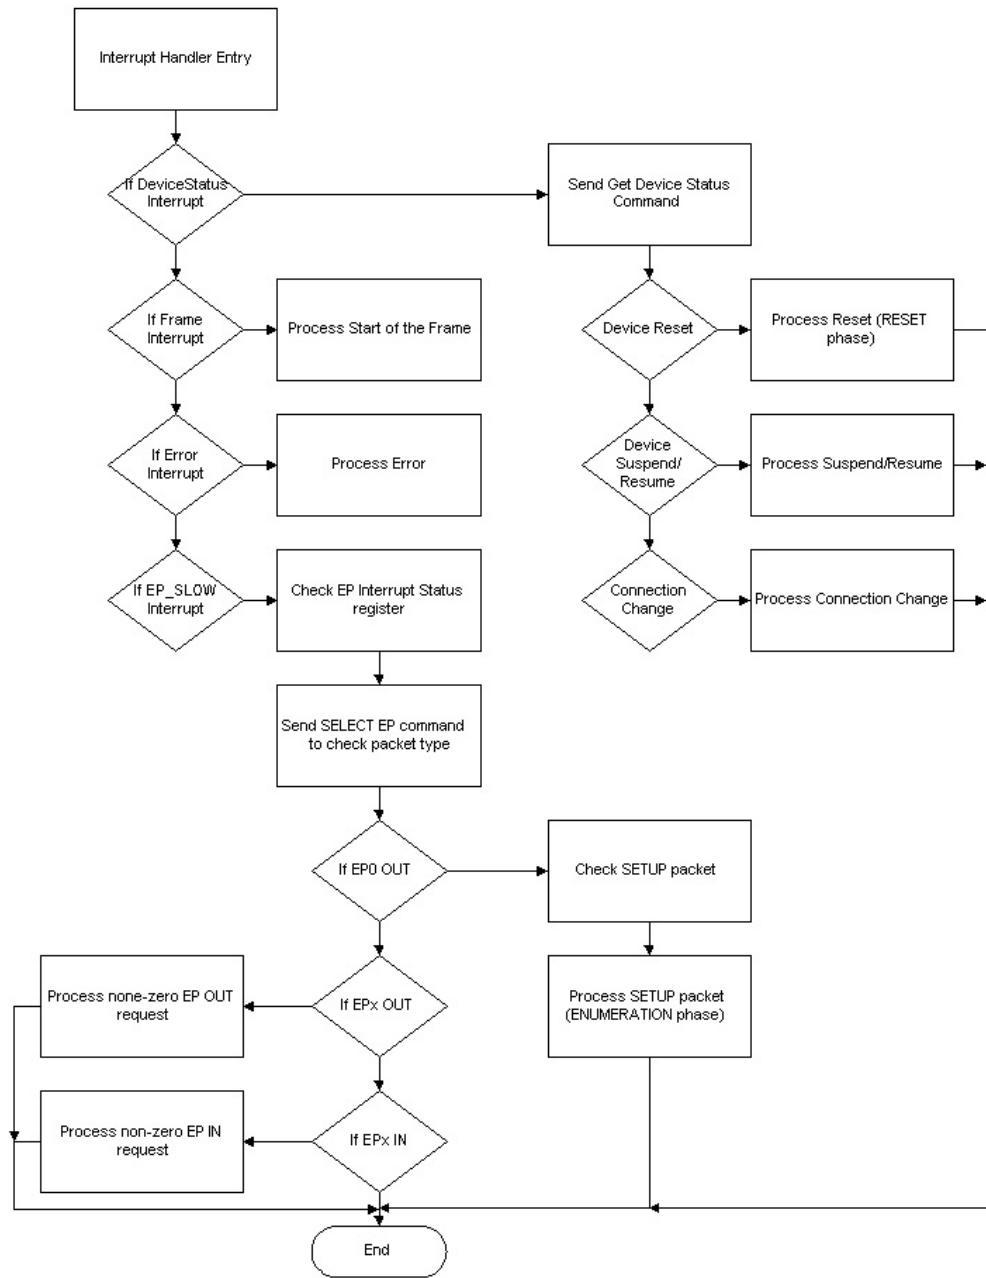 Interrupt Handler Entry
If DeviceStatus
Interrupt
Send Get Device Status
Command
If Frame
Interrupt
Process Start of the Frame
Device Reset
Process Reset (RESET
phase)
If Error
Interrupt
Process Error
Device
Suspend/
Resume
Process Suspend/Resume
If EP_SLOW
Interrupt
Check EP Interrupt Status
register
Connection
Change
Process Connection Change
Send SELECT EP command
to check packet type
If EP0 OUT
Check SETUP packet
Process none-zero EP OUT
request
If EPx OUT
Process SETUP packet
(ENUMERATION phase)
Process non-zero EP IN
request
If EPx IN
End